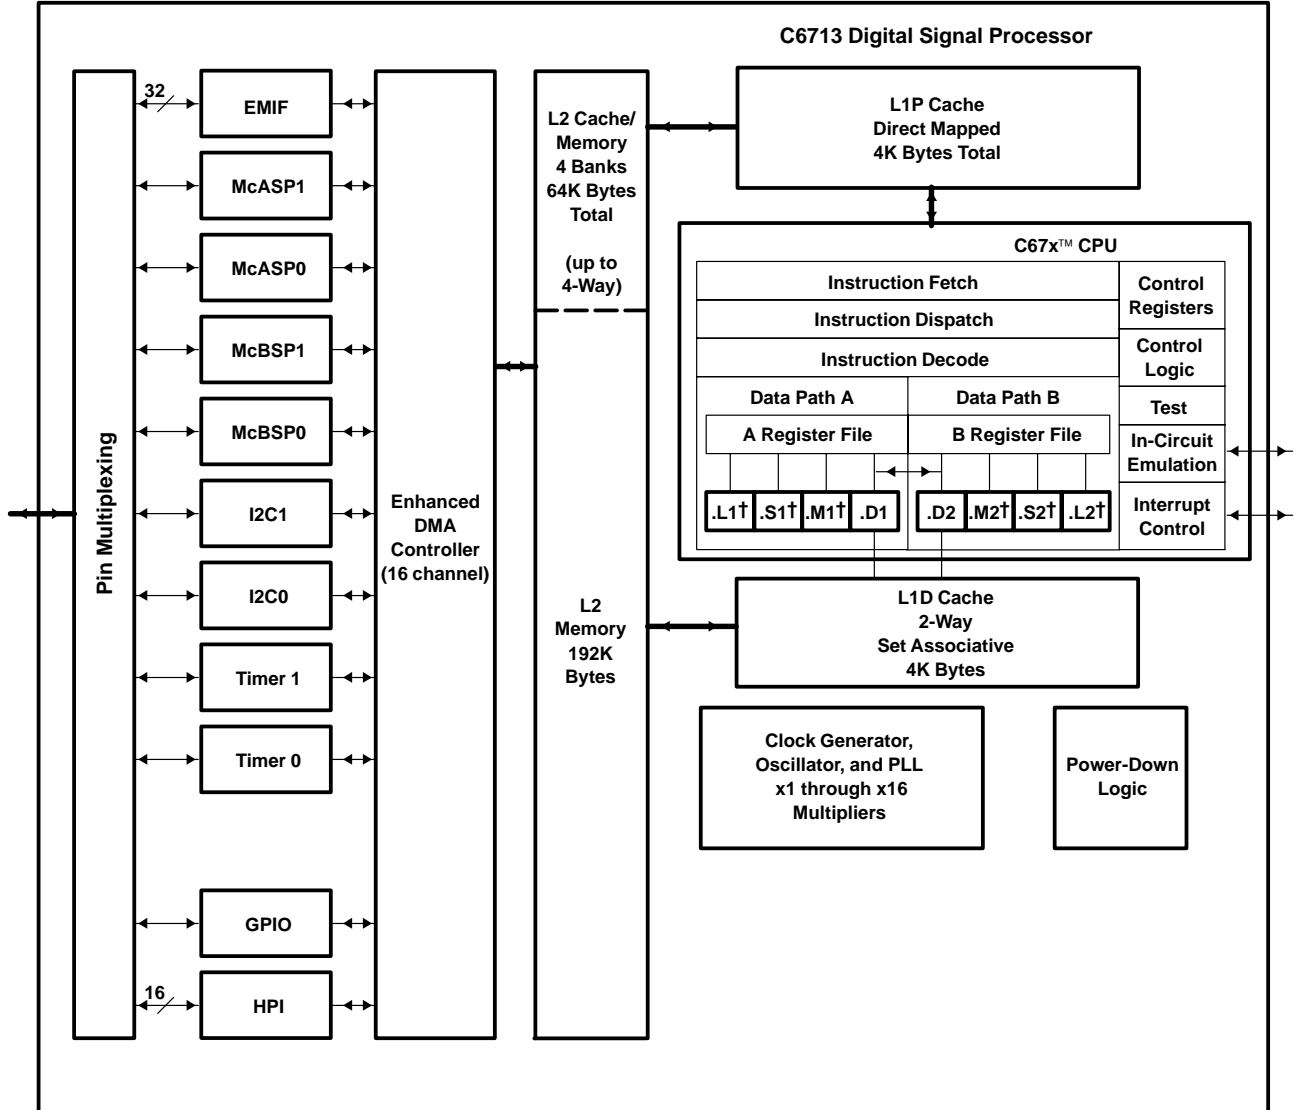 C6713 Digital Signal Processor
Pin Multiplexing
32
EMIF
McASP1
McASP0
McBSP1
McBSP0
I2C1
I2C0
Timer 1
Timer 0
GPIO
16
HPI
Enhanced
DMA
Controller
(16 channel)
L2 Cache/
Memory
4 Banks
64K Bytes
Total
(up to
4-Way)
L2
Memory
192K
Bytes
L1P Cache
Direct Mapped
4K Bytes Total
C67x™ CPU
Instruction Fetch
Instruction Dispatch
Instruction Decode
Data Path A
Data Path B
A Register File
B Register File
.L1† .S1† .M1† .D1
.D2 .M2† .S2† .L2†
Control
Registers
Control
Logic
Test
In-Circuit
Emulation
Interrupt
Control
L1D Cache
2-Way
Set Associative
4K Bytes
Clock Generator,
Oscillator, and PLL
x1 through x16
Multipliers
Power-Down
Logic